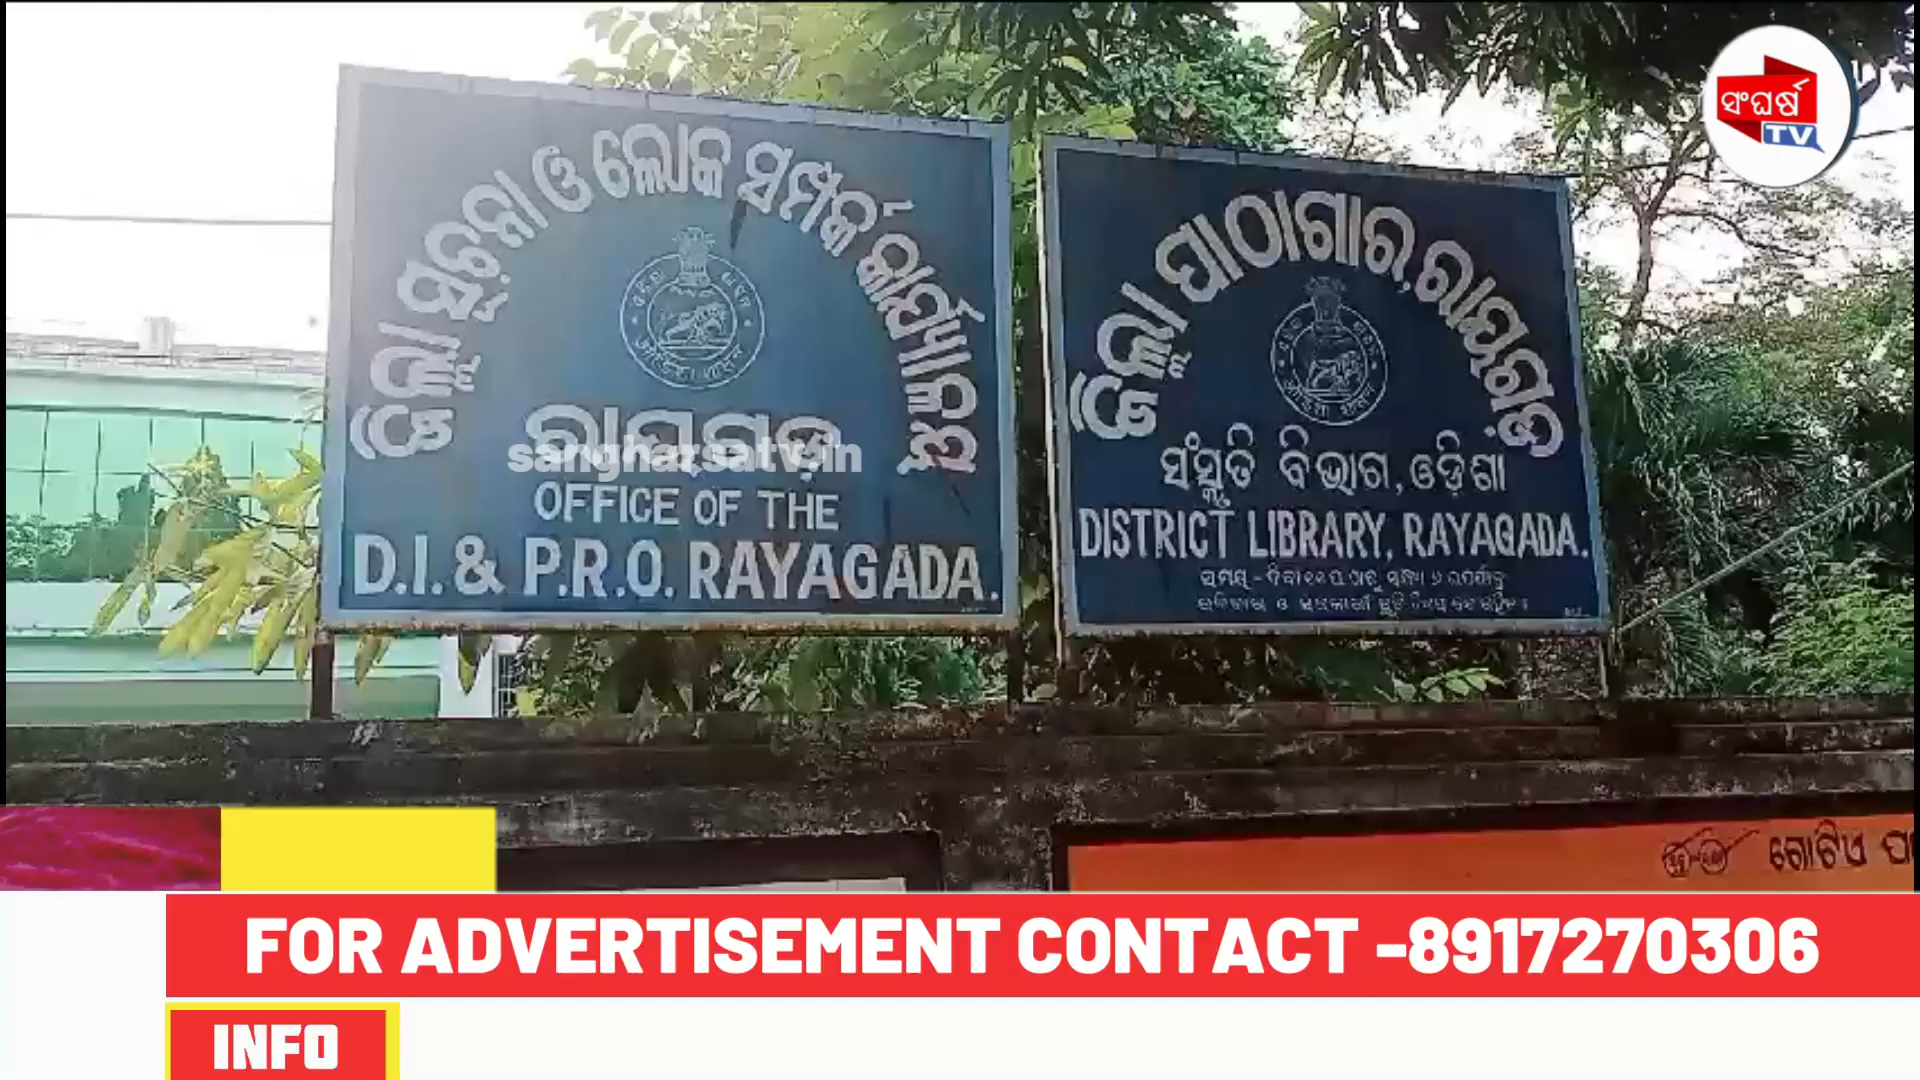 ଜିଲ୍ଲା ସୂଚନା ଓ ଲୋକ ସମ୍ପର୍କ କାର୍ଯ୍ୟାଳୟ
ରାୟଗଡ଼
sangharsatv.in
OFFICE OF THE
D.I. & P.R.O. RAYAGADA.
ଜିଲ୍ଲା ପାଠାଗାର, ରାୟଗଡ଼
ସଂସ୍କୃତି ବିଭାଗ, ଓଡ଼ିଶା
DISTRICT LIBRARY, RAYAGADA.
ସଂଘର୍ଷ
TV
ଗୋଟିଏ
FOR ADVERTISEMENT CONTACT -8917270306
INFO